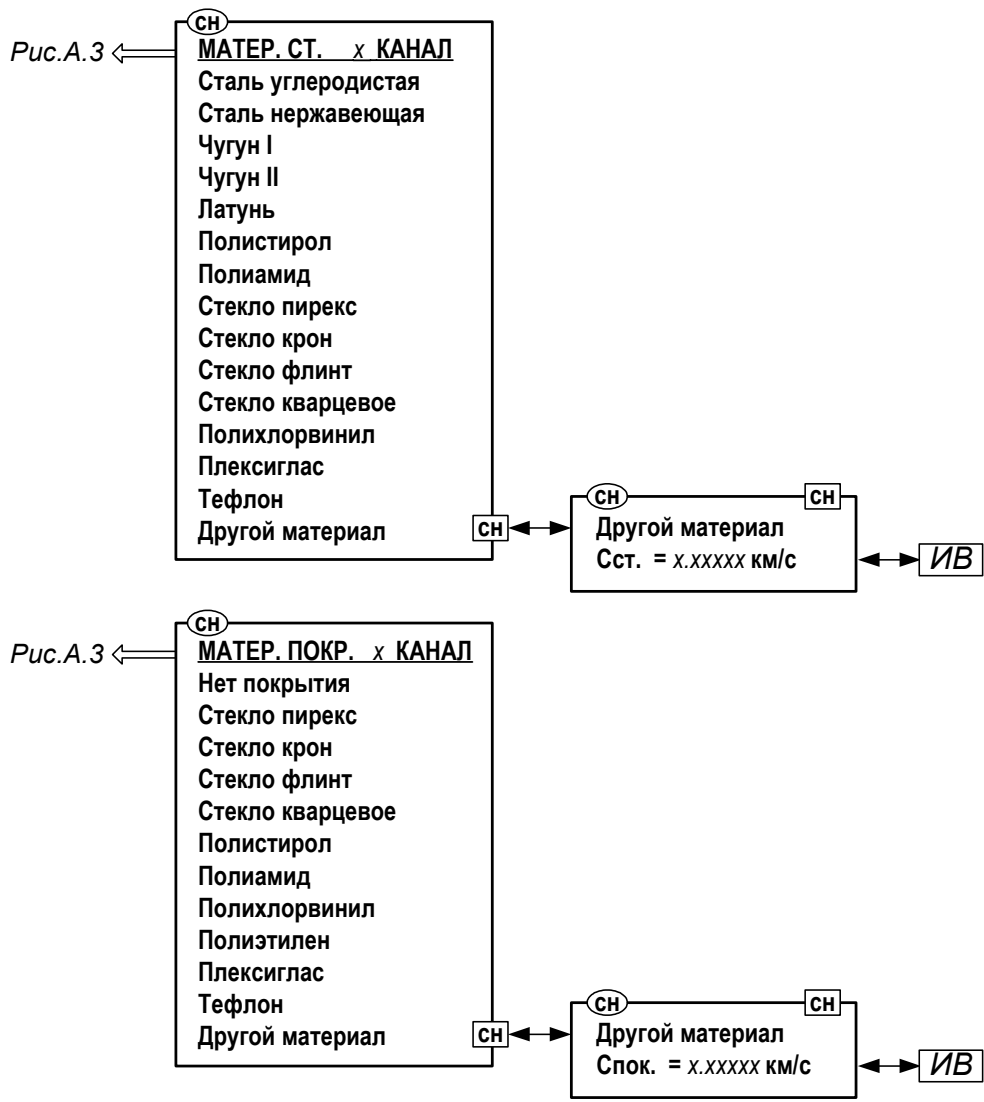 СН
Рис.А.3
МАТЕР. СТ. x КАНАЛ
Сталь углеродистая
Сталь нержавеющая
Чугун I
Чугун II
Латунь
Полистирол
Полиамид
Стекло пирекс
Стекло крон
Стекло флинт
Стекло кварцевое
Полихлорвинил
Плексиглас
Тефлон
Другой материал СН
СН СН
Другой материал
Сст. = x.xxxxx км/с
ИВ
СН
Рис.А.3
МАТЕР. ПОКР. x КАНАЛ
Нет покрытия
Стекло пирекс
Стекло крон
Стекло флинт
Стекло кварцевое
Полистирол
Полиамид
Полихлорвинил
Полиэтилен
Плексиглас
Тефлон
Другой материал СН
СН СН
Другой материал
Спок. = x.xxxxx км/с
ИВ